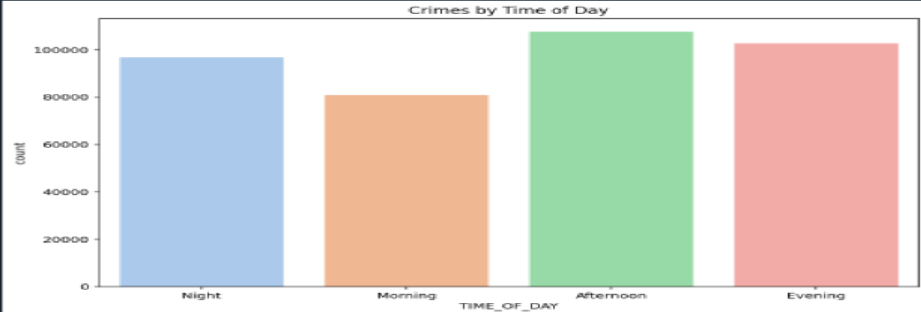 Crimes by Time of Day
count
100000
80000
60000
40000
20000
0
Night Morning Afternoon Evening
TIME_OF_DAY